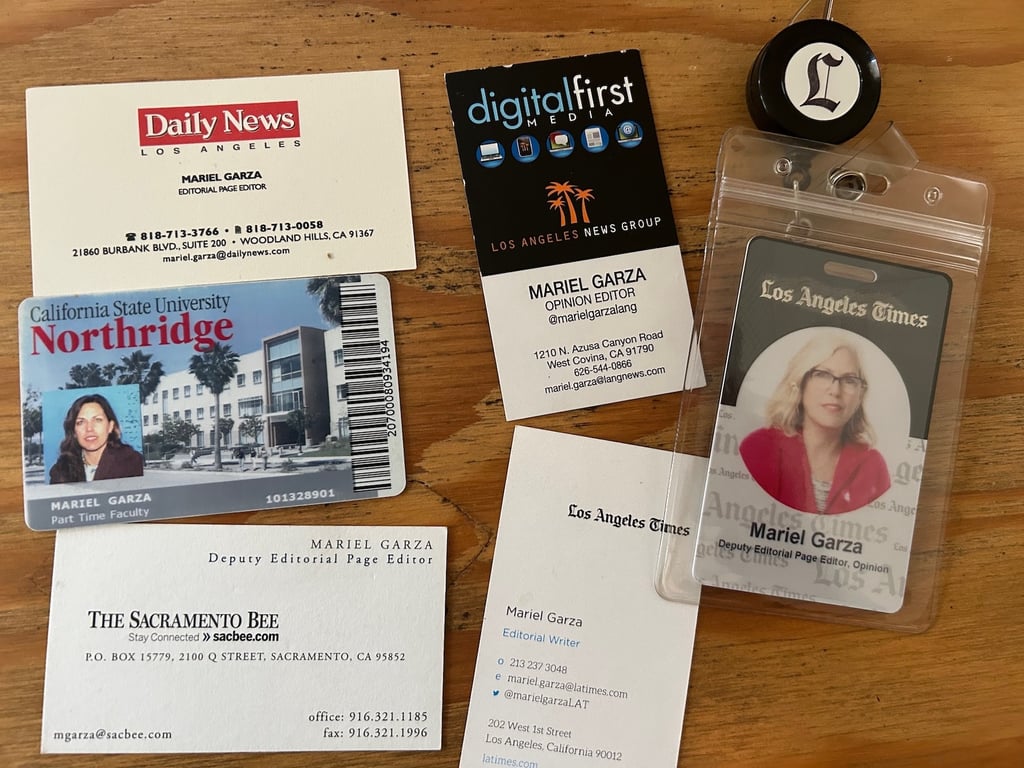 Daily News
LOS ANGELES
MARIEL GARZA
EDITORIAL PAGE EDITOR
☎ 818-713-3766 • 818-713-0058
21860 BURBANK BLVD., SUITE 200 • WOODLAND HILLS, CA 91367
mariel.garza@dailynews.com
California State University
Northridge
MARIEL GARZA
Part Time Faculty
101328901
20700080934194
MARIEL GARZA
Deputy Editorial Page Editor
THE SACRAMENTO BEE
Stay Connected » sacbee.com
P.O. BOX 15779, 2100 Q STREET, SACRAMENTO, CA 95852
office: 916.321.1185
mgarza@sacbee.com
fax: 916.321.1996
digitalfirst
MEDIA
LOS ANGELES NEWS GROUP
MARIEL GARZA
OPINION EDITOR
@marielgarzalang
1210 N. Azusa Canyon Road
West Covina, CA 91790
626-544-0866
mariel.garza@langnews.com
Los Angeles Times
Mariel Garza
Editorial Writer
o 213 237 3048
e mariel.garza@latimes.com
@marielgarzaLAT
202 West 1st Street
Los Angeles, California 90012
latimes.com
L
Los Angeles Times
Mariel Garza
Deputy Editorial Page Editor, Opinion